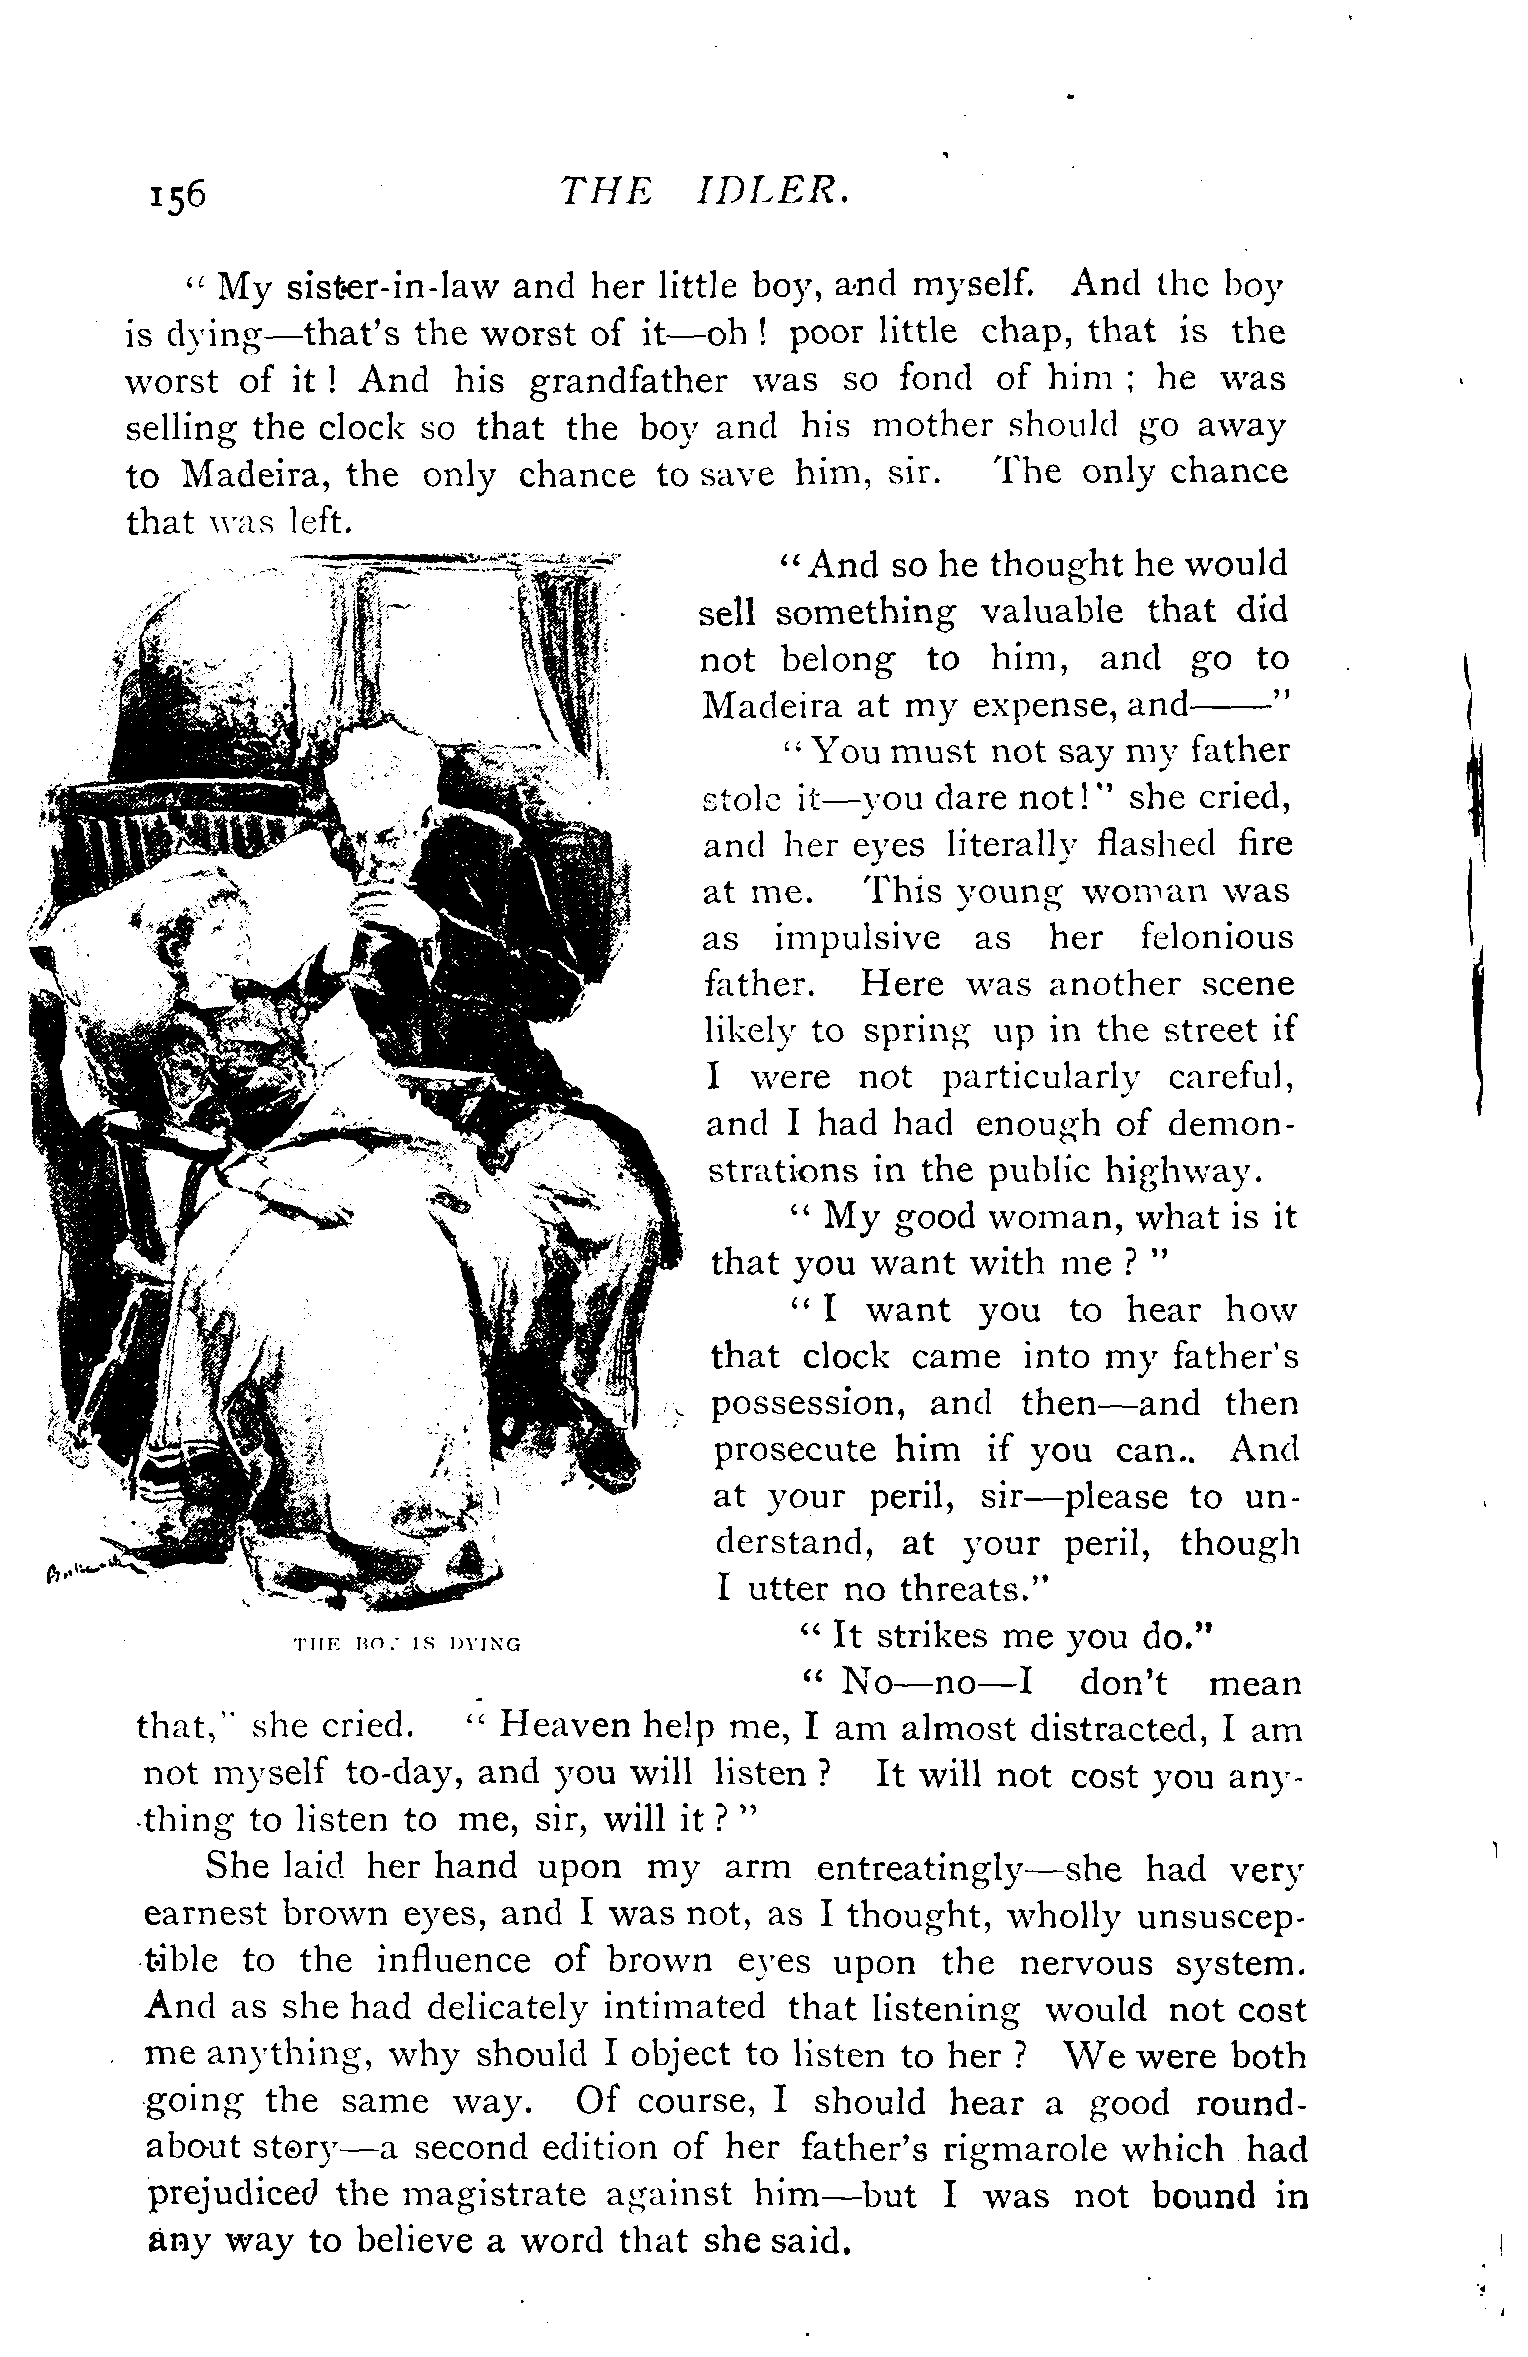 156
THE IDLER.
“ My sister-in-law and her little boy, and myself. And the boy
is dying—that's the worst of it—oh ! poor little chap, that is the
worst of it ! And his grandfather was so fond of him ; he was
selling the clock so that the boy and his mother should go away
to Madeira, the only chance to save him, sir. The only chance
that was left.
“And so he thought he would
sell something valuable that did
not belong to him, and go to
Madeira at my expense, and——”
“ You must not say my father
stole it—you dare not!” she cried,
and her eyes literally flashed fire
at me. This young woman was
as impulsive as her felonious
father. Here was another scene
likely to spring up in the street if
I were not particularly careful,
and I had had enough of demon-
strations in the public highway.
“ My good woman, what is it
that you want with me ? ”
“ I want you to hear how
that clock came into my father's
possession, and then—and then
prosecute him if you can.. And
at your peril, sir—please to un-
derstand, at your peril, though
I utter no threats.”
THE BOY IS DYING
“ It strikes me you do.”
“ No—no—I don't mean
that,” she cried. “ Heaven help me, I am almost distracted, I am
not myself to-day, and you will listen ? It will not cost you any-
thing to listen to me, sir, will it ? ”
She laid her hand upon my arm entreatingly—she had very
earnest brown eyes, and I was not, as I thought, wholly unsuscep-
tible to the influence of brown eyes upon the nervous system.
And as she had delicately intimated that listening would not cost
me anything, why should I object to listen to her ? We were both
going the same way. Of course, I should hear a good round-
about story—a second edition of her father's rigmarole which had
prejudiced the magistrate against him—but I was not bound in
any way to believe a word that she said.